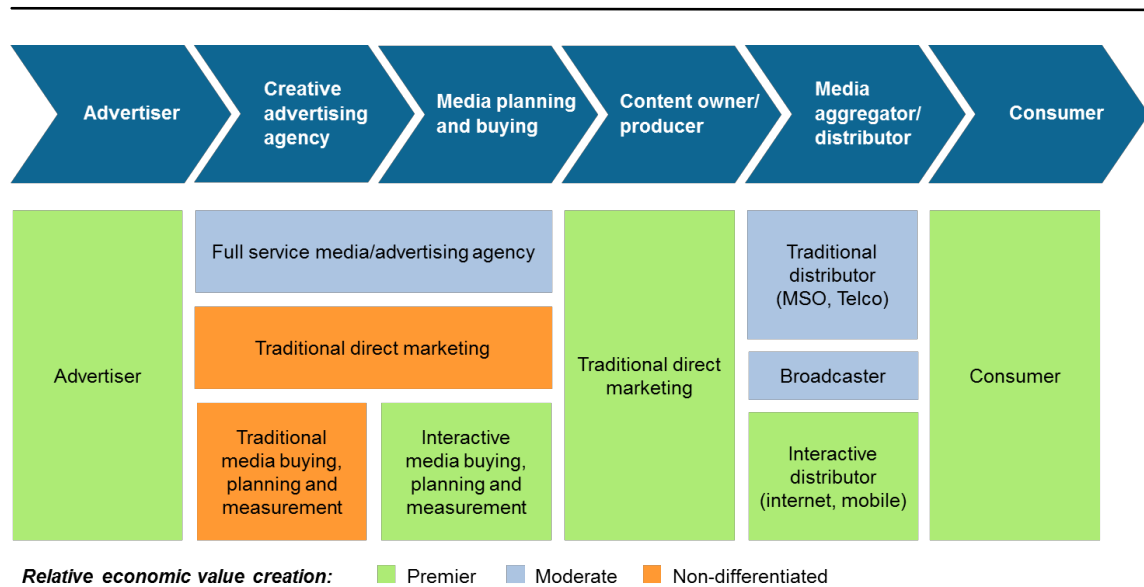 Advertiser
Creative
advertising
agency
Media planning
and buying
Content owner/
producer
Media
aggregator/
distributor
Consumer
Advertiser
Full service media/advertising agency
Traditional direct marketing
Traditional
media buying,
planning and
measurement
Interactive
media buying,
planning and
measurement
Traditional direct
marketing
Traditional
distributor
(MSO, Telco)
Broadcaster
Interactive
distributor
(internet, mobile)
Consumer
Relative economic value creation: Premier Moderate Non-differentiated